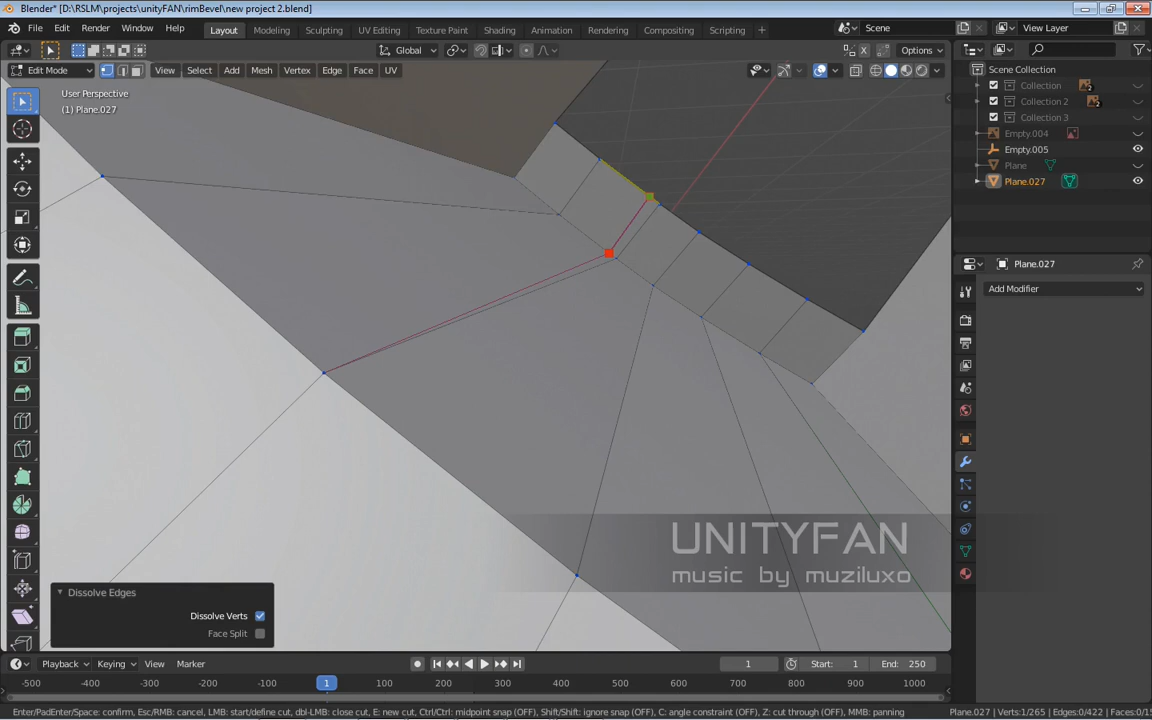 Blender* [D:\RSLM\projects\unityFAN\rimBevel\new project 2.blend]
File Edit Render Window Help Layout Modeling Sculpting UV Editing Texture Paint Shading Animation Rendering Compositing Scripting + Scene View Layer
Global Options
Edit Mode View Select Add Mesh Vertex Edge Face UV
User Perspective
(1) Plane.027
Scene Collection
Collection 2
Collection 2 2
Collection 3
Empty.004
Empty.005
Plane
Plane.027
Plane.027
Add Modifier
UNITYFAN
music by muziluxo
Dissolve Edges
Dissolve Verts
Face Split
Playback Keying View Marker 1 Start: 1 End: 250
-500 -400 -300 -200 -100 1 100 200 300 400 500 600 700 800 900 1000
Enter/PadEnter/Space: confirm, Esc/RMB: cancel, LMB: start/define cut, dbl-LMB: close cut, E: new cut, Ctrl/Ctrl: midpoint snap (OFF), Shift/Shift: ignore snap (OFF), C: angle constraint (OFF), Z: cut through (OFF), MMB: panning Plane.027 Verts:1/265 Edges:0/422 Faces:0/15